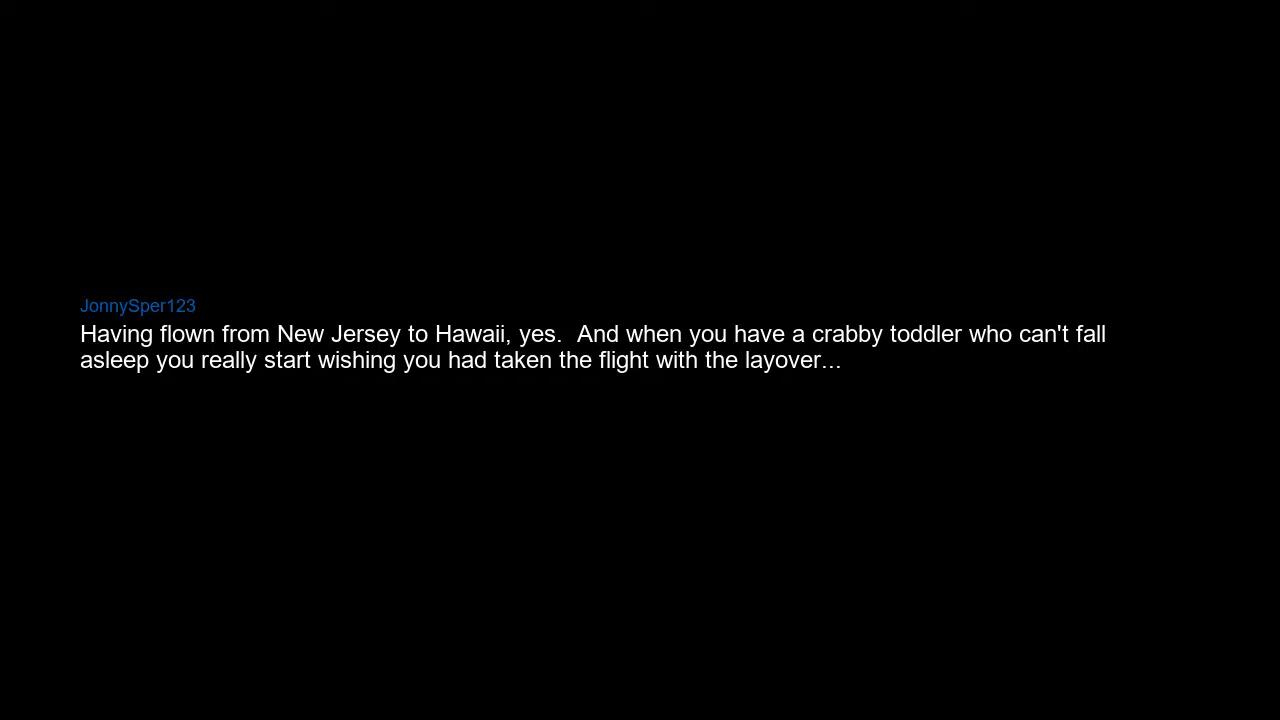 JonnySper123
Having flown from New Jersey to Hawaii, yes.  And when you have a crabby toddler who can't fall
asleep you really start wishing you had taken the flight with the layover...